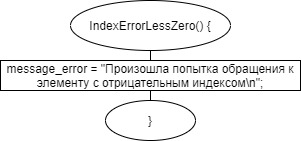 IndexErrorLessZero() {
message_error = "Произошла попытка обращения к
элементу с отрицательным индексом\n";
}